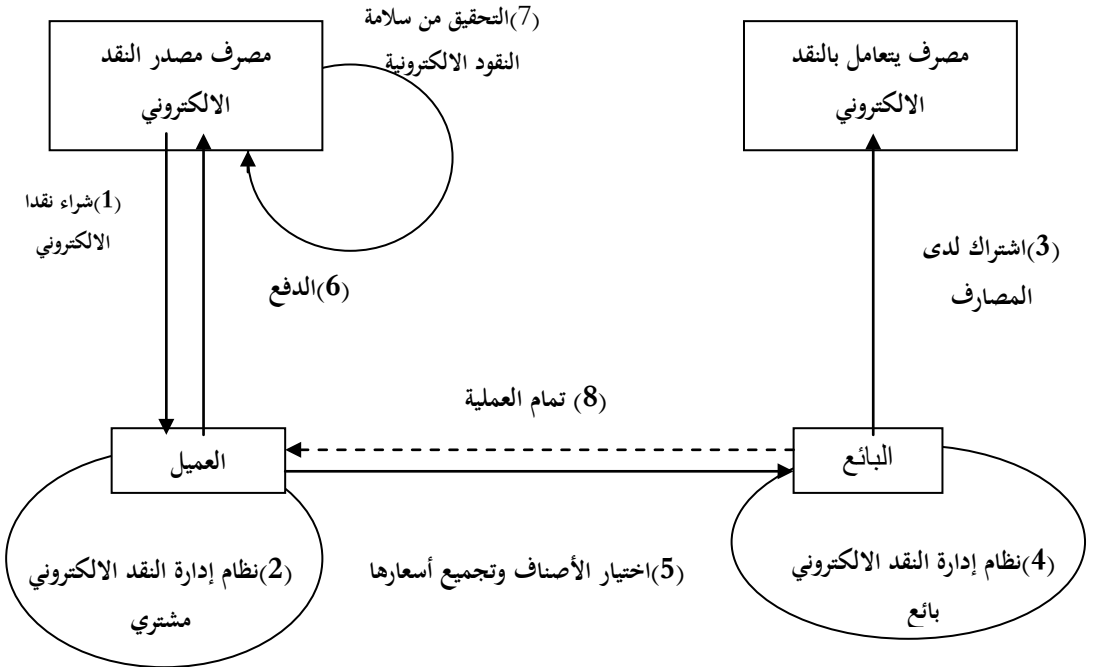 مصرف يتعامل بالنقد
الالكتروني
(7)التحقيق من سلامة
النقود الالكترونية
مصرف مصدر النقد
الالكتروني
(3)اشتراك لدى
المصارف
(1)شراء نقدا
الالكتروني
(6)الدفع
(8) تمام العملية
البائع
العميل
(4)نظام إدارة النقد الالكتروني
بائع
(5)اختيار الأصناف وتجميع أسعارها
(2)نظام إدارة النقد الالكتروني
مشتري